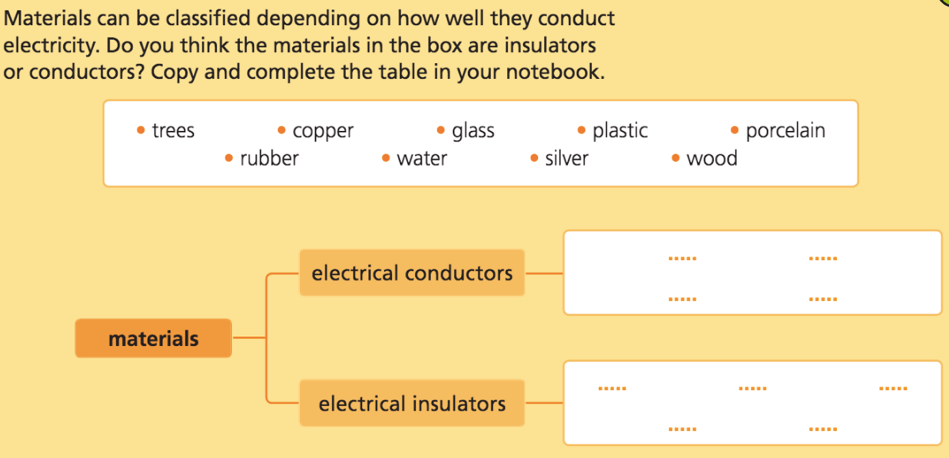 Materials can be classified depending on how well they conduct
electricity. Do you think the materials in the box are insulators
or conductors? Copy and complete the table in your notebook.
• trees • copper • glass • plastic • porcelain
• rubber • water • silver • wood
electrical conductors
..... .....
..... .....
materials
electrical insulators
..... ..... .....
..... .....